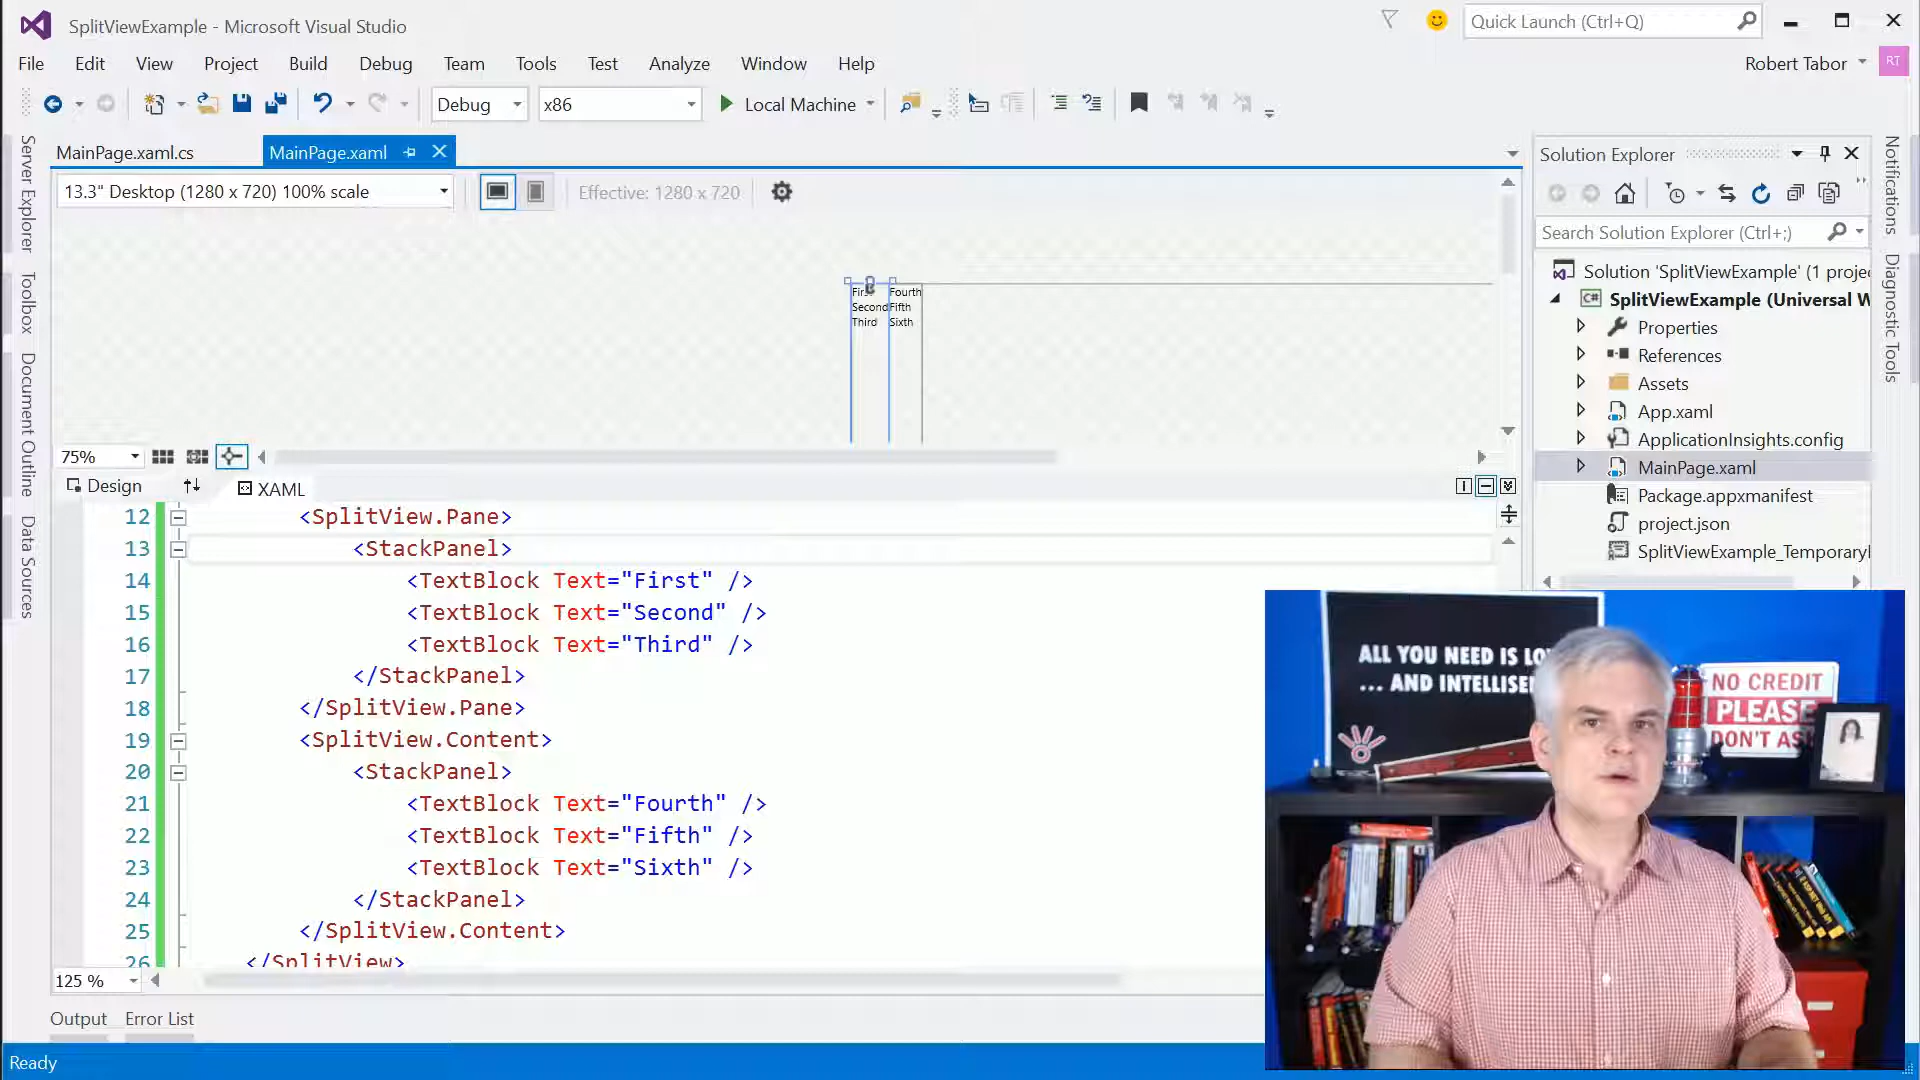 SplitViewExample - Microsoft Visual Studio
Quick Launch (Ctrl+Q)
File Edit View Project Build Debug Team Tools Test Analyze Window Help
Robert Tabor
RT
Debug
x86
Local Machine
Server Explorer
Toolbox
Document Outline
Data Sources
MainPage.xaml.cs
MainPage.xaml
13.3" Desktop (1280 x 720) 100% scale
Effective: 1280 x 720
Second
Third
Fourth
Fifth
Sixth
75%
Design
XAML
12 <SplitView.Pane>
13 <StackPanel>
14 <TextBlock Text="First" />
15 <TextBlock Text="Second" />
16 <TextBlock Text="Third" />
17 </StackPanel>
18 </SplitView.Pane>
19 <SplitView.Content>
20 <StackPanel>
21 <TextBlock Text="Fourth" />
22 <TextBlock Text="Fifth" />
23 <TextBlock Text="Sixth" />
24 </StackPanel>
25 </SplitView.Content>
26 </SplitView>
125 %
Output Error List
Ready
Solution Explorer
Search Solution Explorer (Ctrl+;)
Solution 'SplitViewExample' (1 projec
C#
SplitViewExample (Universal W
Properties
References
Assets
App.xaml
ApplicationInsights.config
MainPage.xaml
Package.appxmanifest
project.json
SplitViewExample_Temporaryl
Notifications
Diagnostic Tools
ALL YOU NEED IS LO
... AND INTELLISE
NO CREDIT
PLEASE
DON'T AS